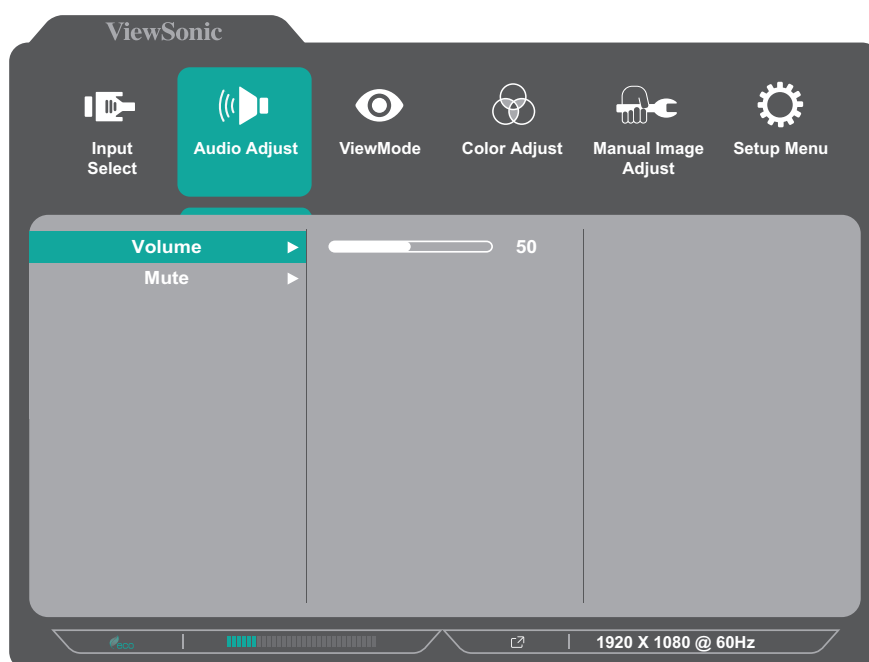 ViewSonic
Input
Select
Audio Adjust
ViewMode
Color Adjust
Manual Image
Adjust
Setup Menu
Volume
50
Mute
eco
1920 X 1080 @ 60Hz